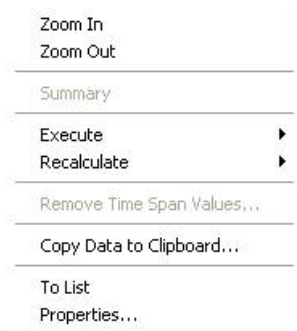 Zoom In
Zoom Out
Summary
Execute
Recalculate
Remove Time Span Values...
Copy Data to Clipboard...
To List
Properties...